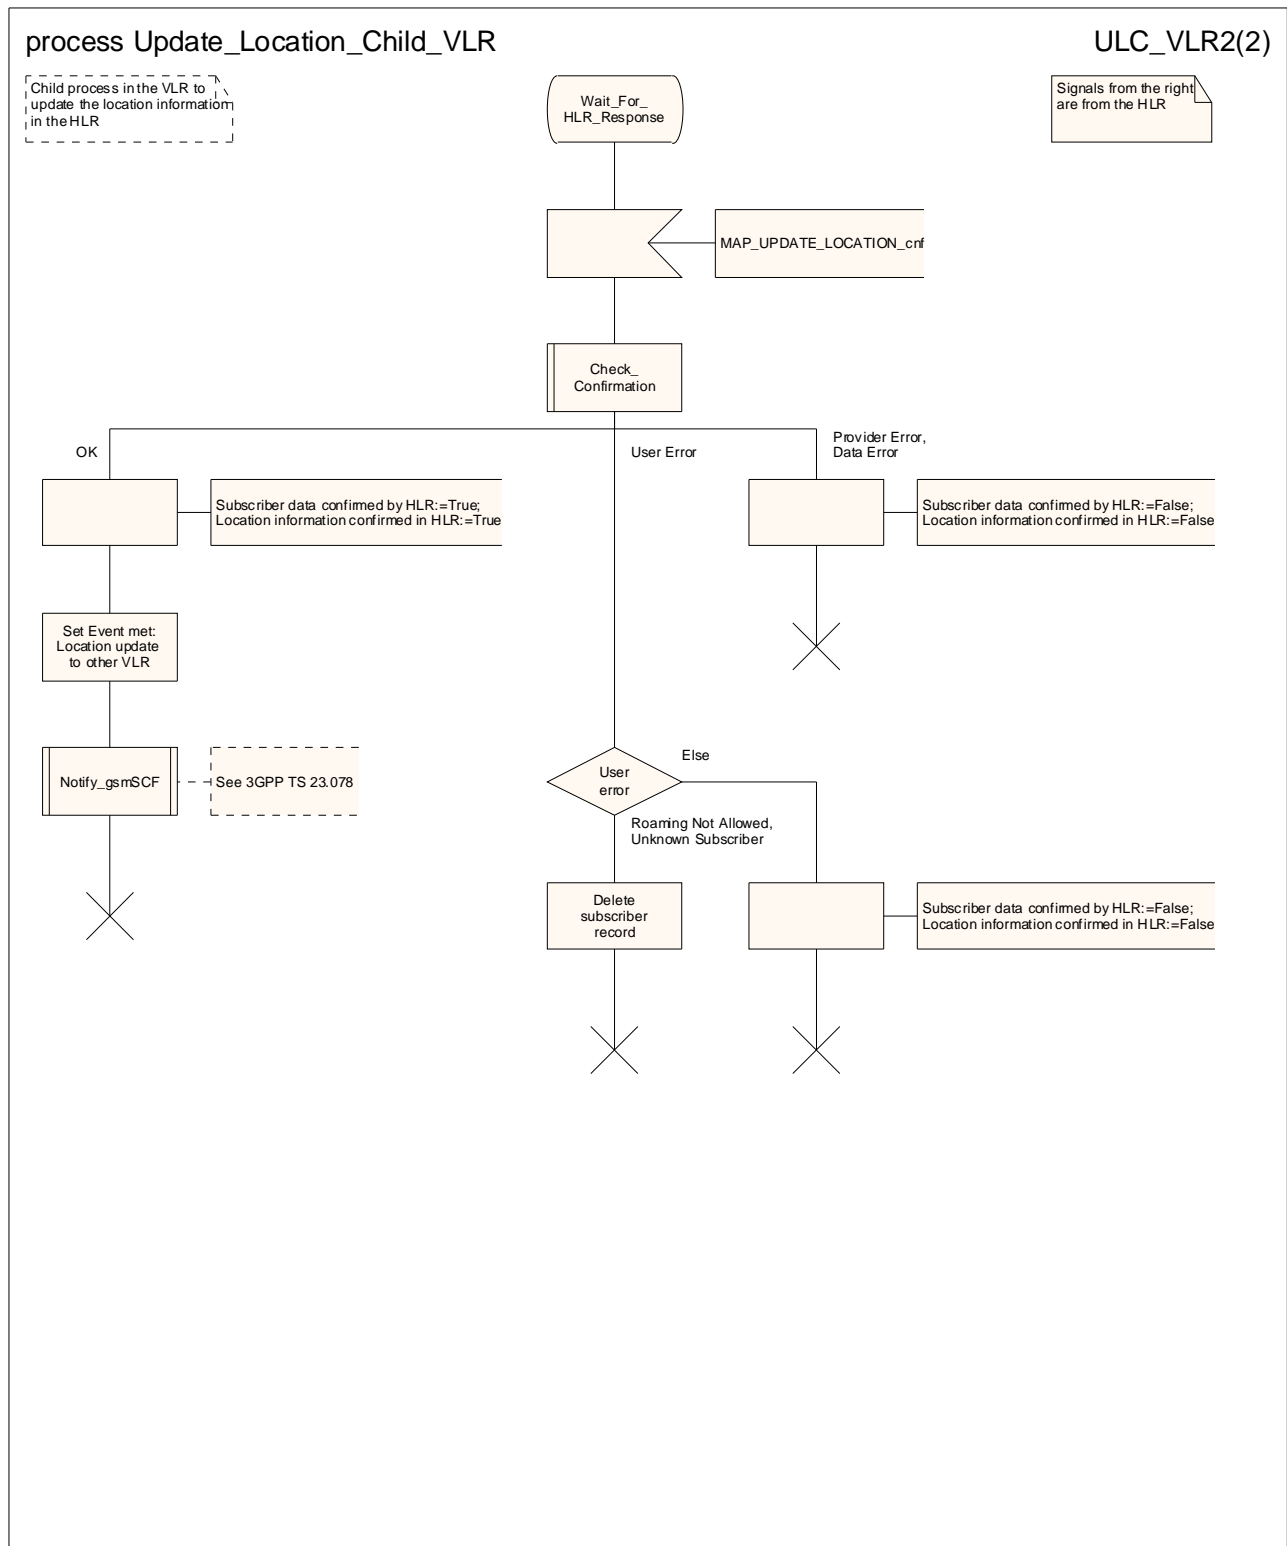 process Update_Location_Child_VLR
ULC_VLR2(2)
Child process in the VLR to
update the location information
in the HLR
Wait_For_
HLR_Response
Signals from the right
are from the HLR
MAP_UPDATE_LOCATION_cnf
Check_
Confirmation
OK
User Error
Provider Error,
Data Error
Subscriber data confirmed by HLR:=True;
Location information confirmed in HLR:=True
Subscriber data confirmed by HLR:=False;
Location information confirmed in HLR:=False
Set Event met:
Location update
to other VLR
Notify_gsmSCF
See 3GPP TS 23.078
User
error
Else
Roaming Not Allowed,
Unknown Subscriber
Delete
subscriber
record
Subscriber data confirmed by HLR:=False;
Location information confirmed in HLR:=False